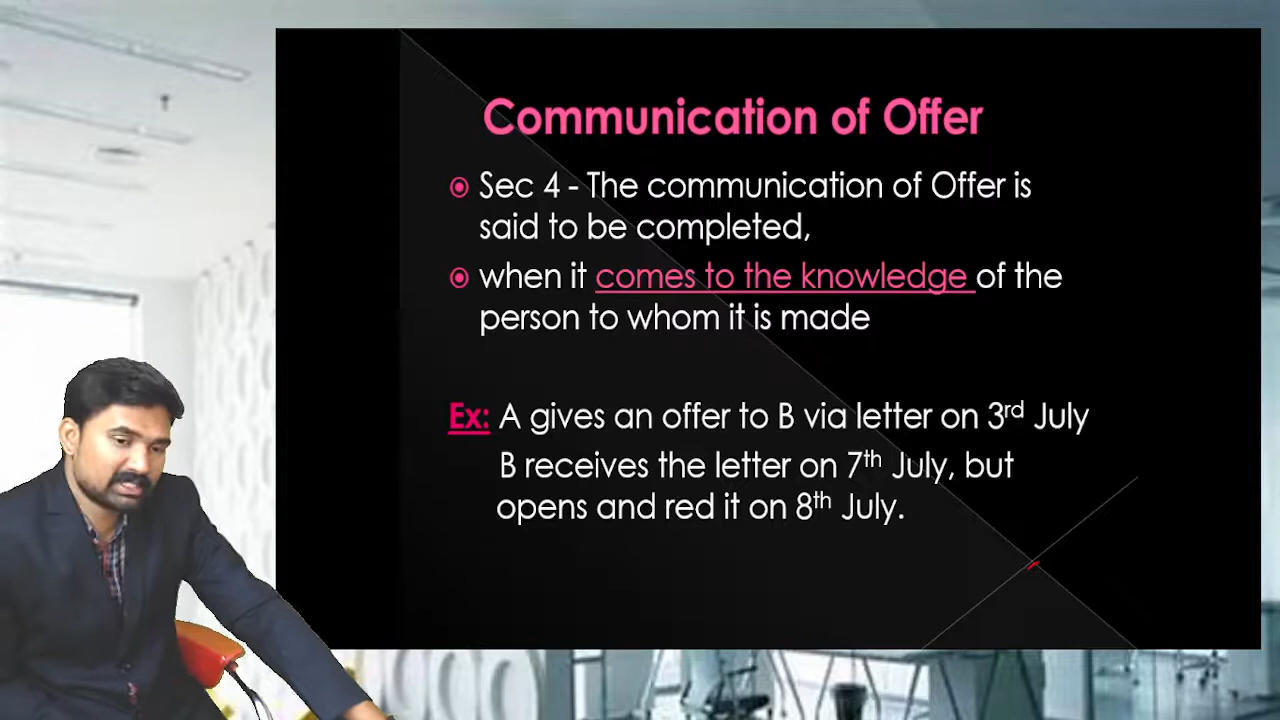 Communication of Offer
Sec 4 - The communication of Offer is
said to be completed,
when it comes to the knowledge of the
person to whom it is made
Ex: A gives an offer to B via letter on 3rd July
B receives the letter on 7th July, but
opens and red it on 8th July.